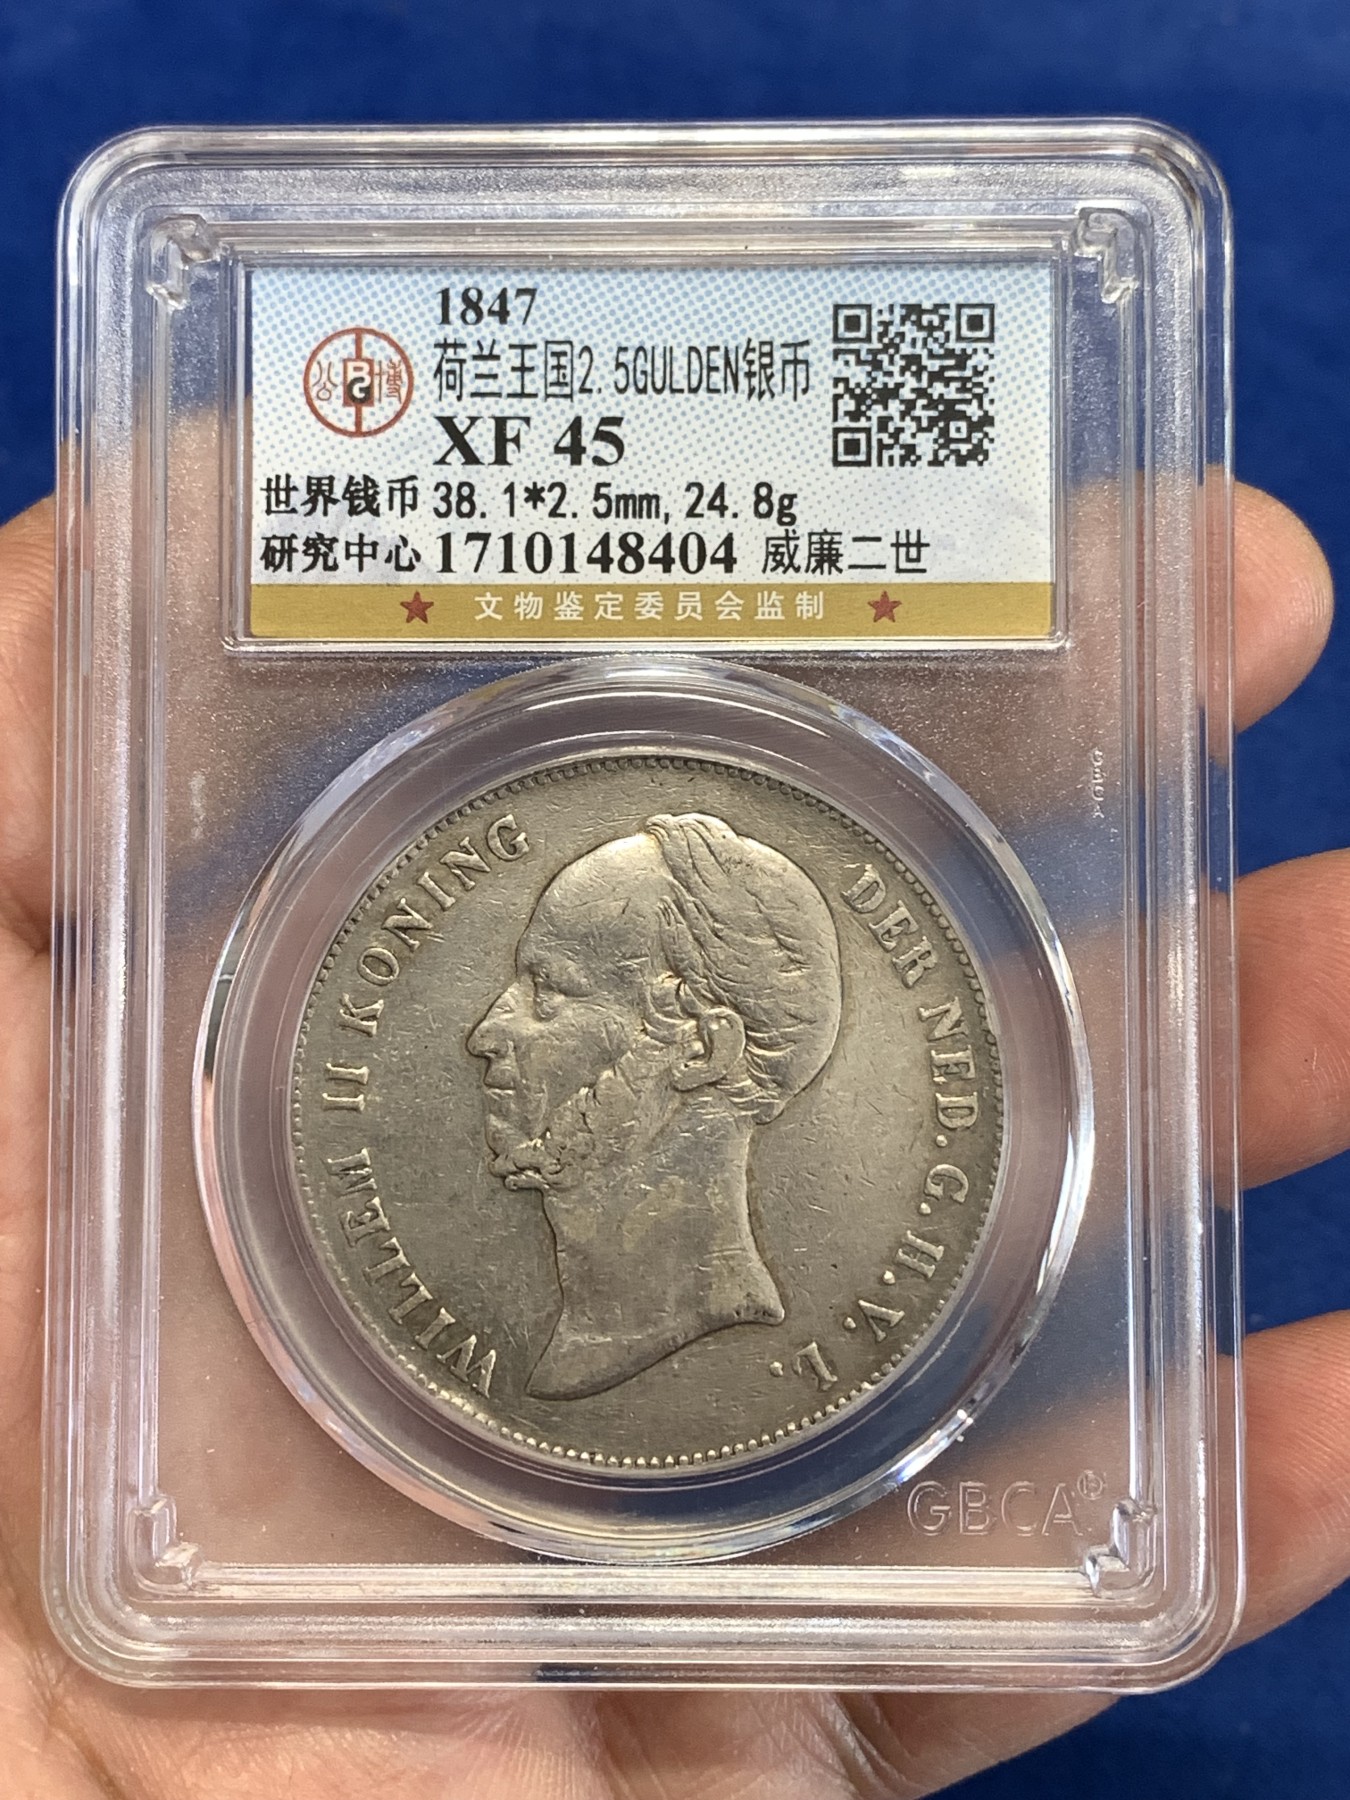 1847
公 博
荷兰王国2.5GULDEN银币
XF 45
世界钱币 38.1*2.5mm,24.8g
研究中心 1710148404 威廉二世
★ 文物鉴定委员会监制 ★
WILLEM II KONING DER NED. G. H. V. L.
GBCA®